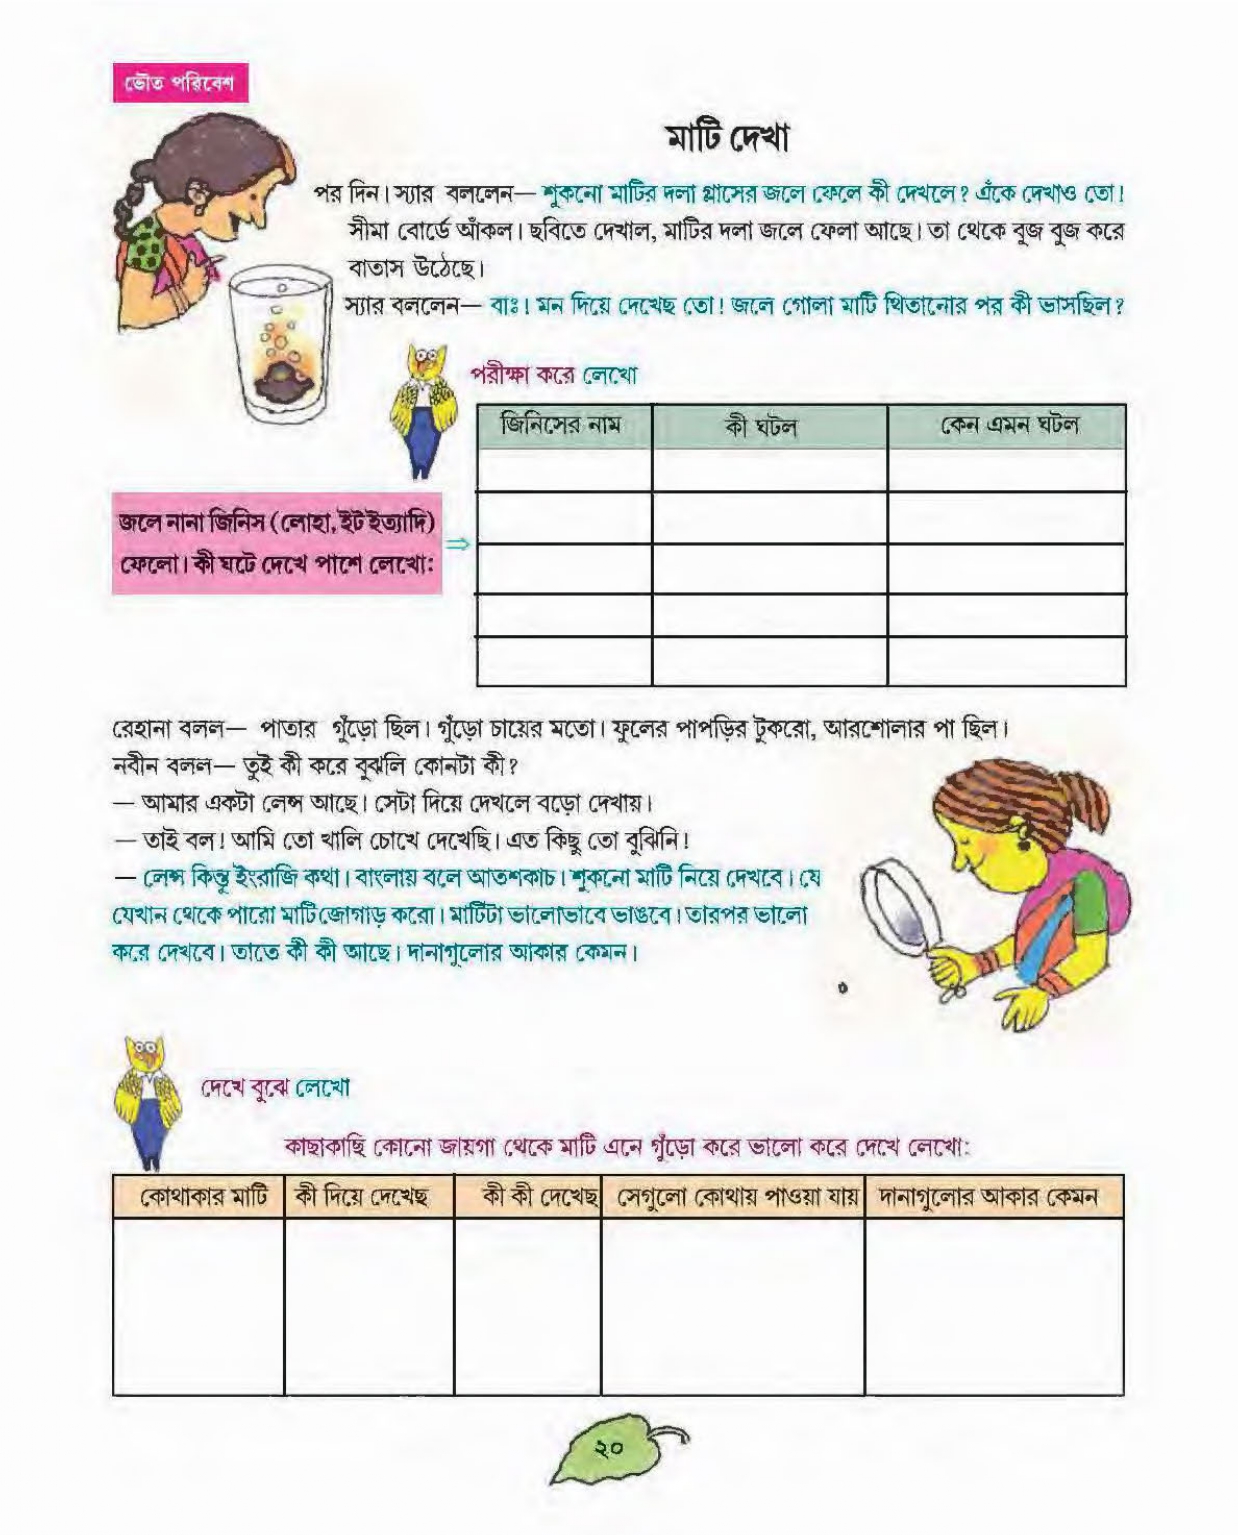 ভৌত পরিবেশ
মাটি দেখা
পর দিন। স্যার বললেন— শুকনো মাটির দলা গ্লাসের জলে ফেলে কী দেখলে? এঁকে দেখাও তো!
সীমা বোর্ডে আঁকল। ছবিতে দেখাল, মাটির দলা জলে ফেলা আছে। তা থেকে বুজ বুজ করে
বাতাস উঠেছে।
স্যার বললেন— বাঃ! মন দিয়ে দেখেছ তো! জলে গোলা মাটি থিতানোর পর কী ভাসছিল?
পরীক্ষা করে লেখো
জিনিসের নাম কী ঘটল কেন এমন ঘটল
জলে নানা জিনিস (লোহা, ইট ইত্যাদি)
ফেলো। কী ঘটে দেখে পাশে লেখো:
রেহানা বলল— পাতার গুঁড়ো ছিল। গুঁড়ো চায়ের মতো। ফুলের পাপড়ির টুকরো, আরশোলার পা ছিল।
নবীন বলল— তুই কী করে বুঝলি কোনটা কী?
— আমার একটা লেন্স আছে। সেটা দিয়ে দেখলে বড়ো দেখায়।
— তাই বল! আমি তো খালি চোখে দেখেছি। এত কিছু তো বুঝিনি!
— লেন্স কিন্তু ইংরাজি কথা। বাংলায় বলে আতশকাচ। শুকনো মাটি নিয়ে দেখবে। যে
যেখান থেকে পারো মাটি জোগাড় করো। মাটিটা ভালোভাবে ভাঙবে। তারপর ভালো
করে দেখবে। তাতে কী কী আছে। দানাগুলোর আকার কেমন।
দেখে বুঝে লেখো
কাছাকাছি কোনো জায়গা থেকে মাটি এনে গুঁড়ো করে ভালো করে দেখে লেখো:
কোথাকার মাটি কী দিয়ে দেখেছ কী কী দেখেছ সেগুলো কোথায় পাওয়া যায় দানাগুলোর আকার কেমন
২০